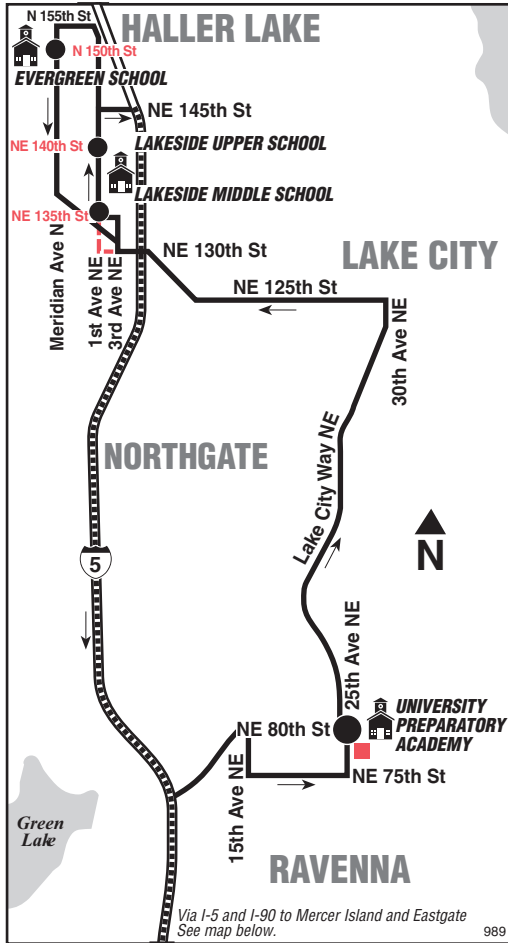 N 155th St
HALLER LAKE
N 150th St
EVERGREEN SCHOOL
NE 145th St
NE 140th St
LAKESIDE UPPER SCHOOL
LAKESIDE MIDDLE SCHOOL
NE 135th St
Meridian Ave N
1st Ave NE
3rd Ave NE
NE 130th St
LAKE CITY
NE 125th St
30th Ave NE
NORTHGATE
Lake City Way NE
N
5
25th Ave NE
UNIVERSITY
PREPARATORY
ACADEMY
NE 80th St
15th Ave NE
NE 75th St
Green
Lake
RAVENNA
Via I-5 and I-90 to Mercer Island and Eastgate
See map below.
989